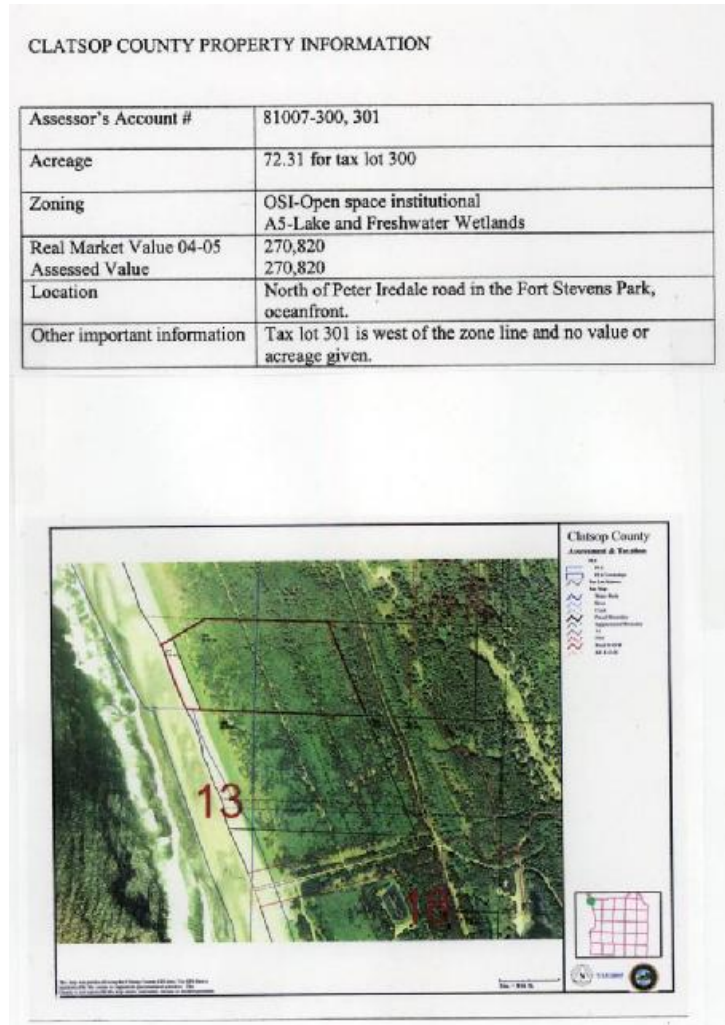 CLATSOP COUNTY PROPERTY INFORMATION
Assessor's Account #
81007-300, 301
Acreage
72.31 for tax lot 300
Zoning
OSI-Open space institutional
A5-Lake and Freshwater Wetlands
Real Market Value 04-05
270,820
Assessed Value
270,820
Location
North of Peter Iredale road in the Fort Stevens Park,
oceanfront.
Other important information
Tax lot 301 is west of the zone line and no value or
acreage given.
Clatsop County
Assessment & Taxation
13
18